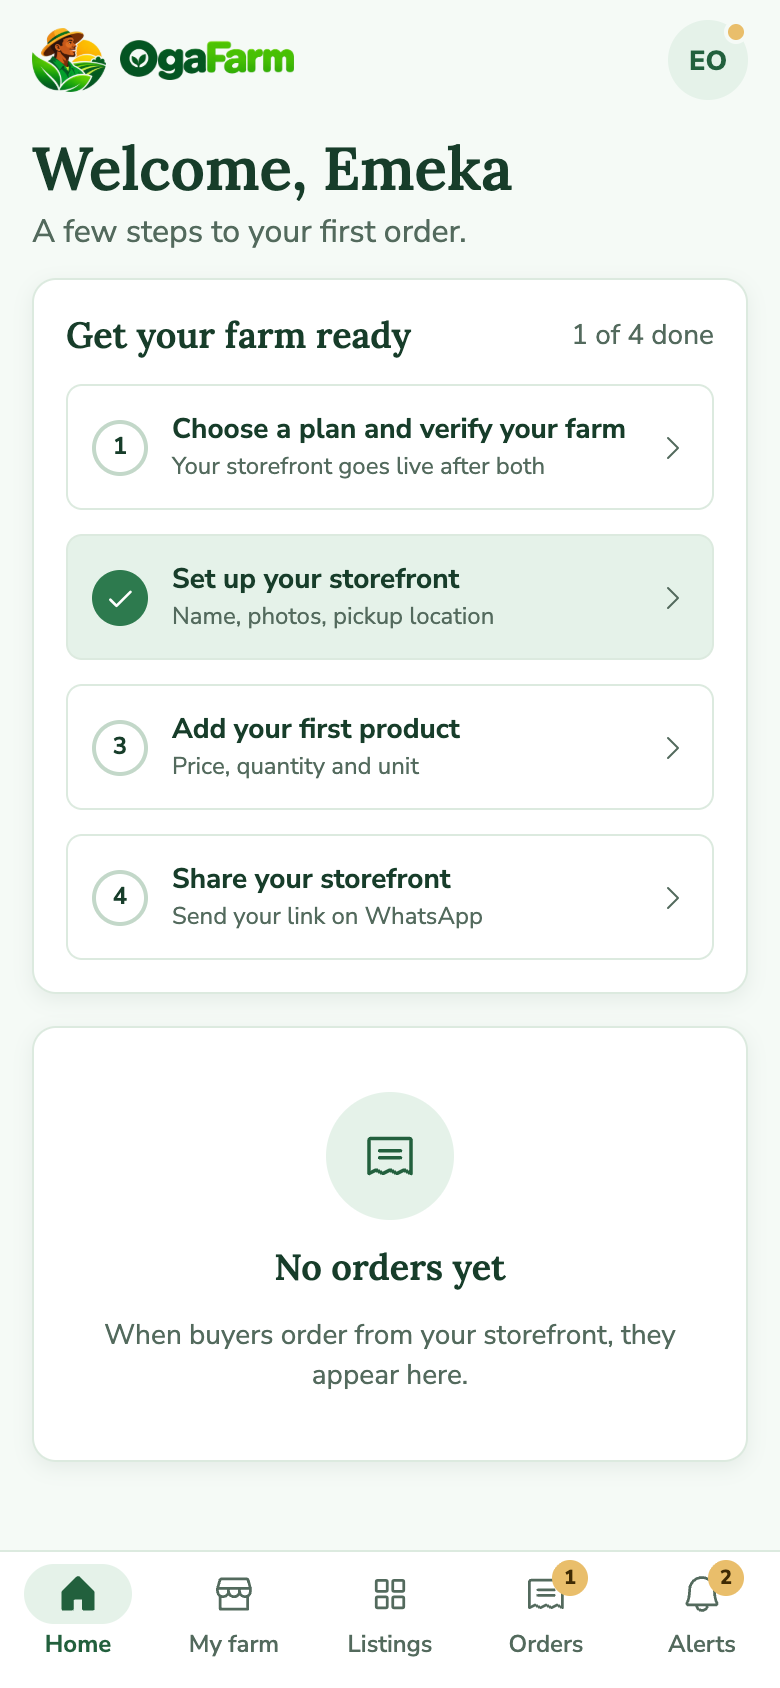 OgaFarm
EO
Welcome, Emeka
A few steps to your first order.
Get your farm ready
1 of 4 done
1
Choose a plan and verify your farm
Your storefront goes live after both
Set up your storefront
Name, photos, pickup location
3
Add your first product
Price, quantity and unit
4
Share your storefront
Send your link on WhatsApp
No orders yet
When buyers order from your storefront, they
appear here.
1
2
Home
My farm
Listings
Orders
Alerts